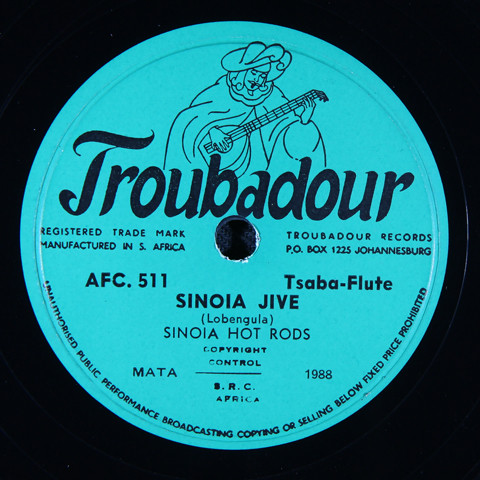 Troubadour
REGISTERED TRADE MARK
MANUFACTURED IN S. AFRICA
TROUBADOUR RECORDS
P.O. BOX 1225 JOHANNESBURG
AFC. 511
Tsaba-Flute
SINOIA JIVE
(Lobengula)
SINOIA HOT RODS
COPYRIGHT
CONTROL
MATA
1988
S.R.C.
AFRICA
UNAUTHORISED PUBLIC PERFORMANCE BROADCASTING COPYING OR SELLING BELOW FIXED PRICE PROHIBITED